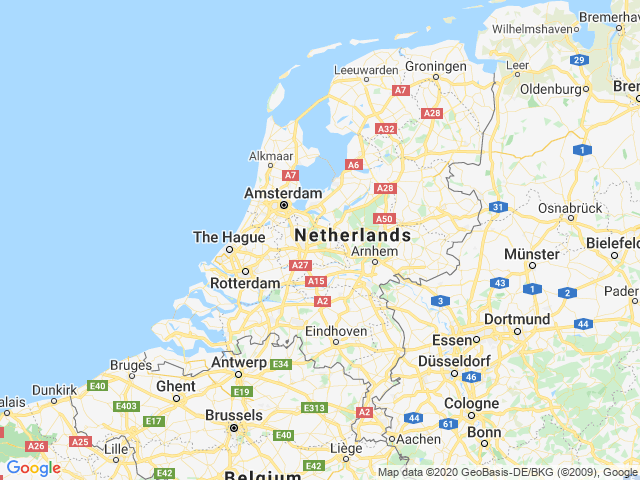 Bremerhaven
Wilhelmshaven
Groningen
Leer
29
Leeuwarden
A7
Oldenburg
Bre
A28
A32
Alkmaar
A6
1
A7
A28
Amsterdam
31
A50
Osnabrück
The Hague
Netherlands
Bielefeld
Arnhem
Münster
A27
Rotterdam
A15
43
1
2
Pader
A2
3
Dortmund
44
Eindhoven
Essen
Bruges
Antwerp
E34
Düsseldorf
46
Dunkirk
E40
Ghent
E19
alais
E403
E17
E313
A2
Cologne
44
Brussels
61
E40
Bonn
A25
A26
Lille
Liège
Aachen
E42
E42
Belgium
Google
Map data ©2020 GeoBasis-DE/BKG (©2009), Google